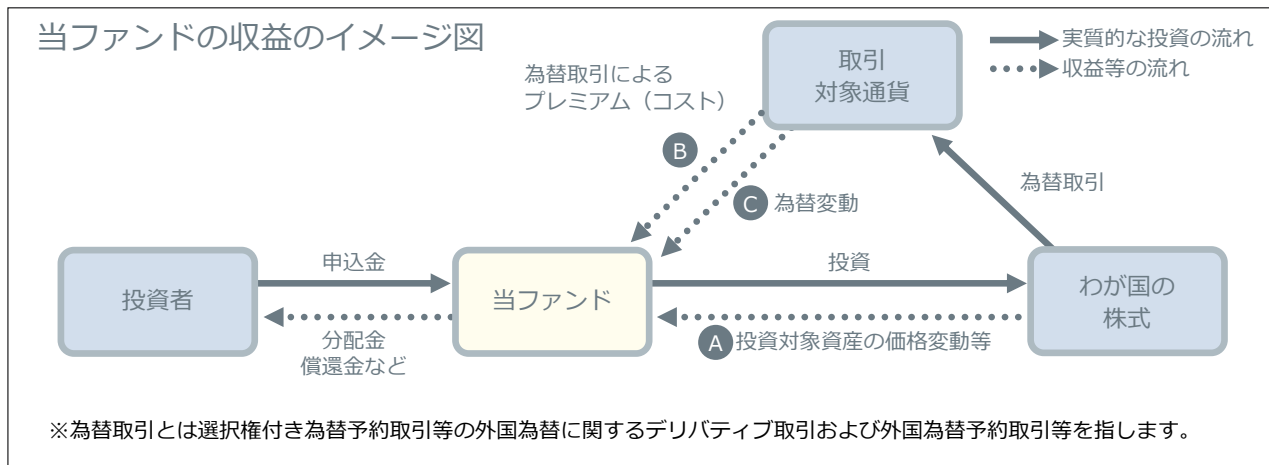 当ファンドの収益のイメージ図
実質的な投資の流れ
収益等の流れ
取引
対象通貨
為替取引による
プレミアム（コスト）
B
C 為替変動
為替取引
投資者
申込金
分配金
償還金など
当ファンド
投資
A 投資対象資産の価格変動等
わが国の
株式
※為替取引とは選択権付き為替予約取引等の外国為替に関するデリバティブ取引および外国為替予約取引等を指します。